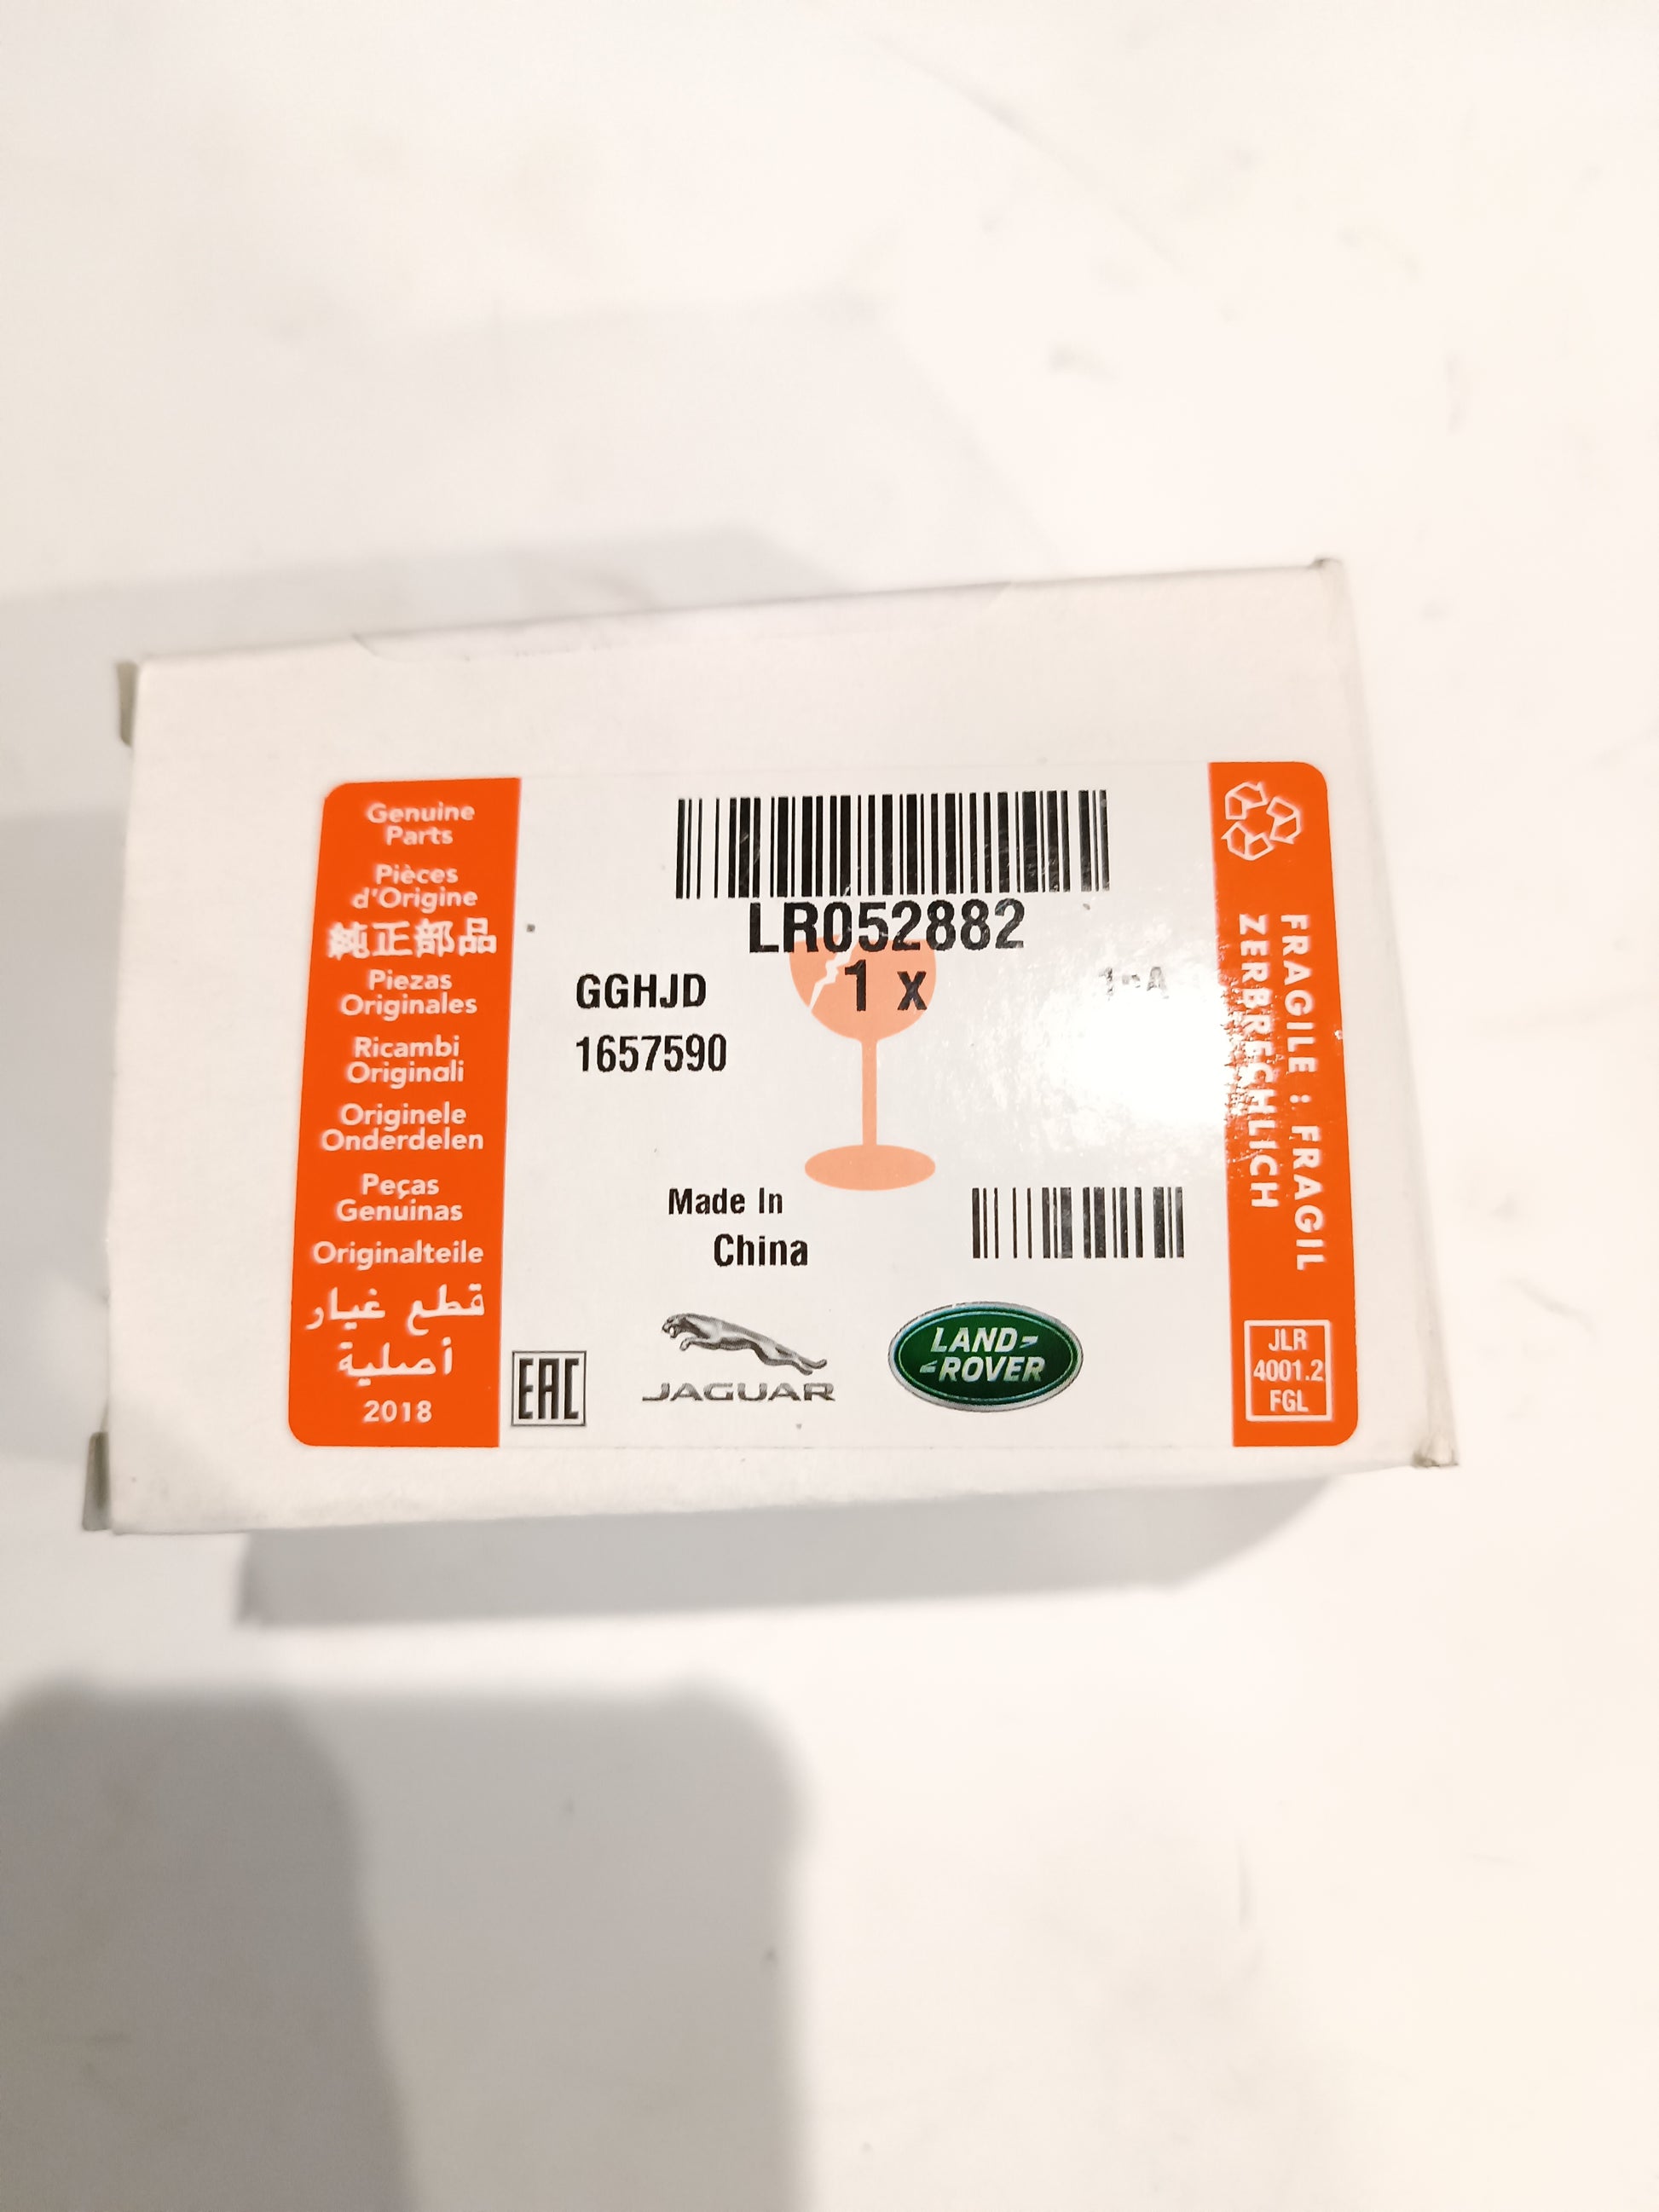 Genuine
Parts
Pièces
d'Origine
純正部品
Piezas
Originales
Ricambi
Originali
Originele
Onderdelen
Peças
Genuinas
Originalteile
قطع غيار
أصلية
2018
LR052882
GGHJD
1 x
1657590
Made In
China
EAC
JAGUAR
LAND
ROVER
FRAGILE : FRAGIL
ZERBRECHLICH
JLR
4001.2
FGL